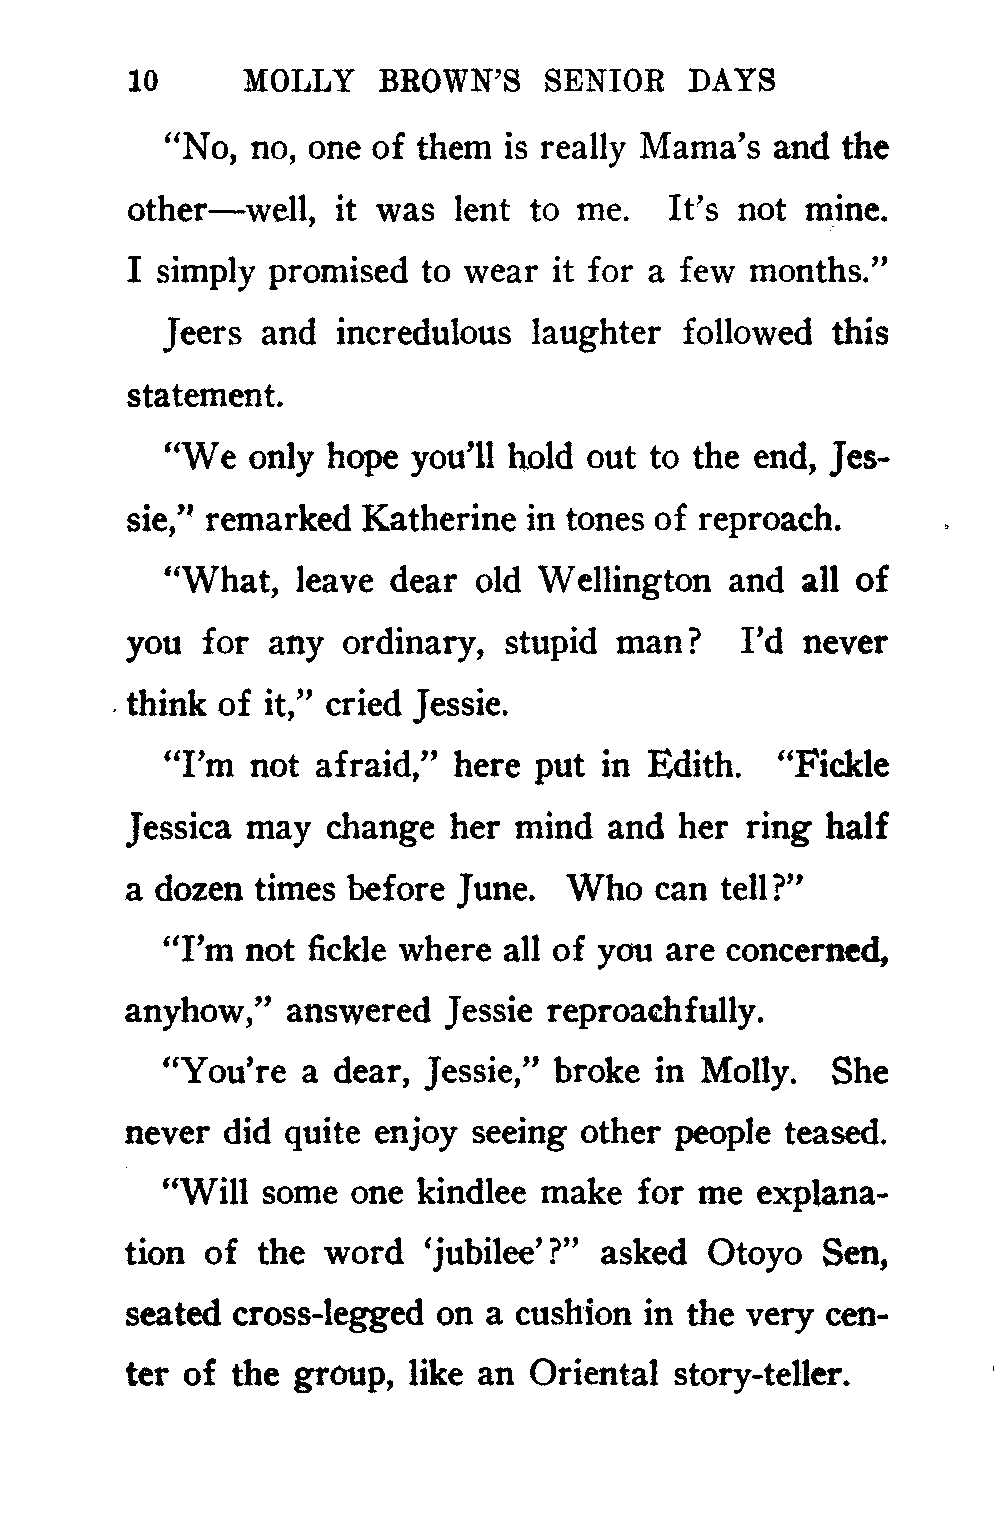 10 MOLLY BROWN'S SENIOR DAYS
“No, no, one of them is really Mama’s and the
other—well, it was lent to me. It’s not mine.
I simply promised to wear it for a few months.”
Jeers and incredulous laughter followed this
statement.
“We only hope you’ll hold out to the end, Jes-
sie,” remarked Katherine in tones of reproach.
“What, leave dear old Wellington and all of
you for any ordinary, stupid man? I’d never
think of it,” cried Jessie.
“I’m not afraid,” here put in Edith. “Fickle
Jessica may change her mind and her ring half
a dozen times before June. Who can tell?”
“I’m not fickle where all of you are concerned,
anyhow,” answered Jessie reproachfully.
“You’re a dear, Jessie,” broke in Molly. She
never did quite enjoy seeing other people teased.
“Will some one kindlee make for me explana-
tion of the word ‘jubilee’?” asked Otoyo Sen,
seated cross-legged on a cushion in the very cen-
ter of the group, like an Oriental story-teller.